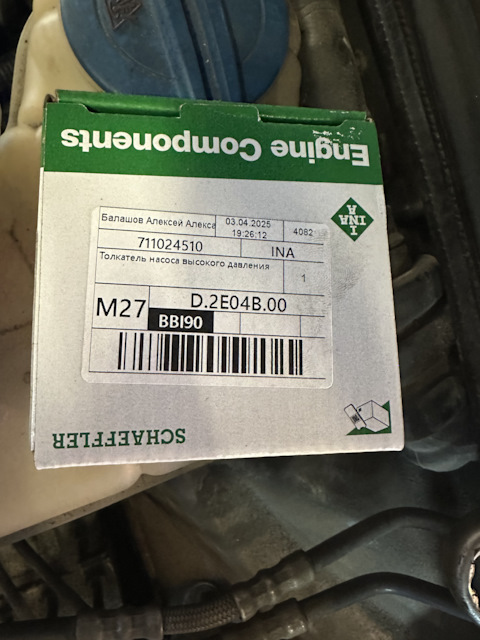 Engine Components
INA
Балашов Алексей Алекса
03.04.2025
19:26:12
4082
711024510
INA
Толкатель насоса высокого давления
1
M27
D.2E04B.00
BBI90
SCHAEFFLER